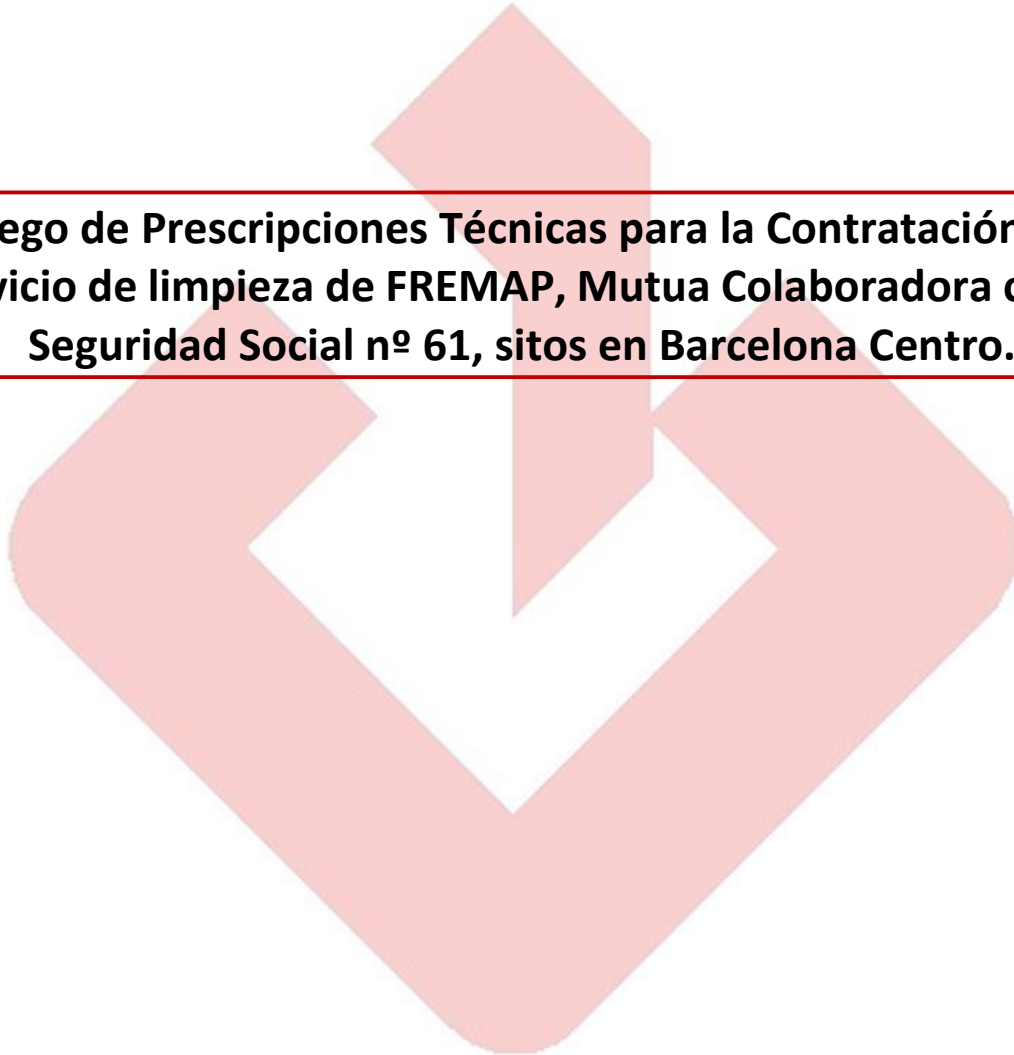 ego de Prescripciones Técnicas para la Contratación
vicio de limpieza de FREMAP, Mutua Colaboradora c
Seguridad Social nº 61, sitos en Barcelona Centro.